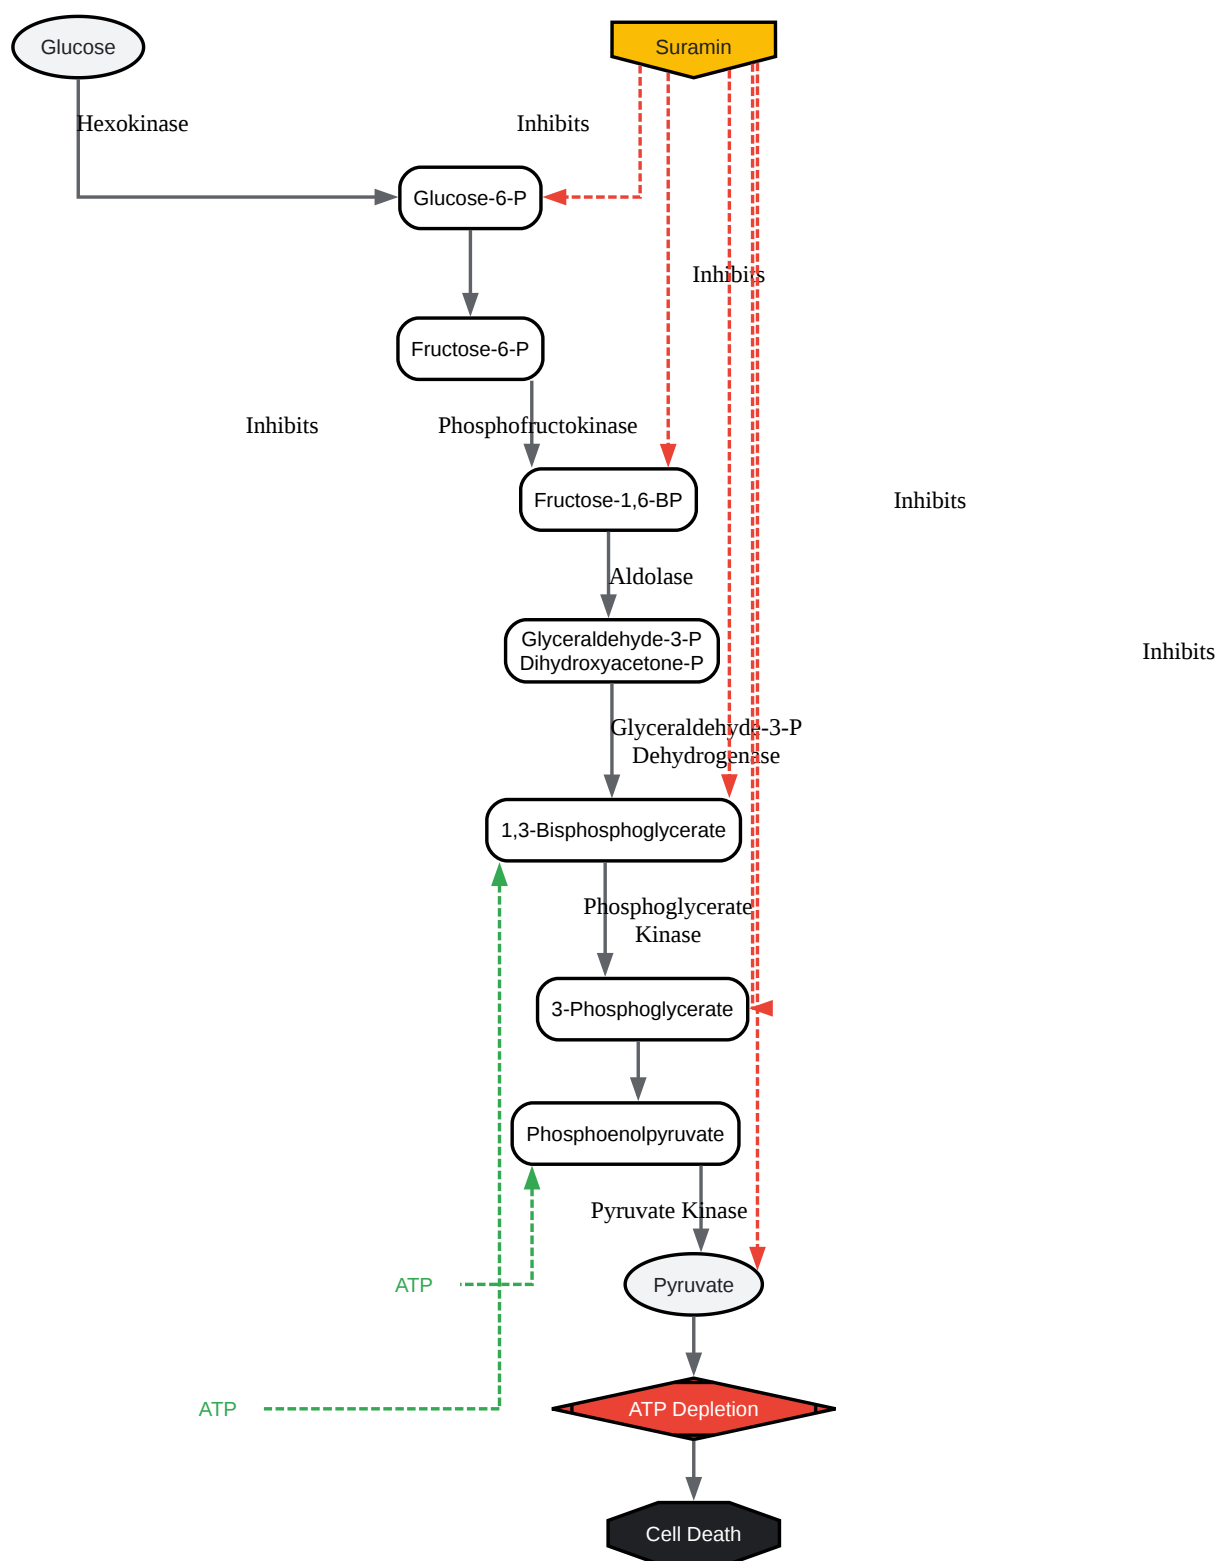 Glucose
Suramin
Hexokinase
Inhibits
Glucose-6-P
Inhibits
Fructose-6-P
Inhibits
Phosphofructokinase
Fructose-1,6-BP
Inhibits
Aldolase
Glyceraldehyde-3-P
Dihydroxyacetone-P
Inhibits
Glyceraldehyde-3-P
Dehydrogenase
1,3-Bisphosphoglycerate
Phosphoglycerate
Kinase
3-Phosphoglycerate
Phosphoenolpyruvate
Pyruvate Kinase
ATP
Pyruvate
ATP
ATP Depletion
Cell Death